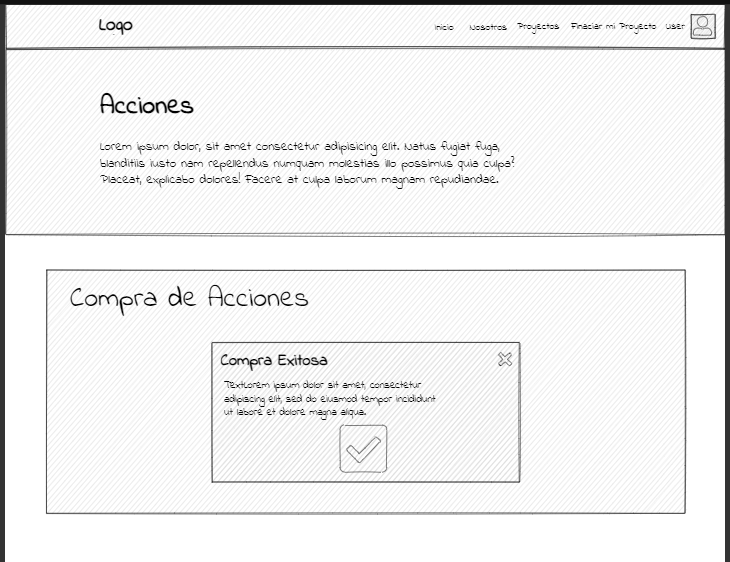 Logo
Inicio Nosotros Proyectos Finaciar mi Proyecto User
Acciones
Lorem ipsum dolor, sit amet consectetur adipisicing elit. Natus fugiat fuga,
blanditiis iusto nam repellendus numquam molestias illo possimus quia culpa?
Placeat, explicabo dolores! Facere at culpa laborum magnam repudiandae.
Compra de Acciones
Compra Exitosa
TextLorem ipsum dolor sit amet, consectetur
adipiscing elit, sed do eiusmod tempor incididunt
ut labore et dolore magna aliqua.